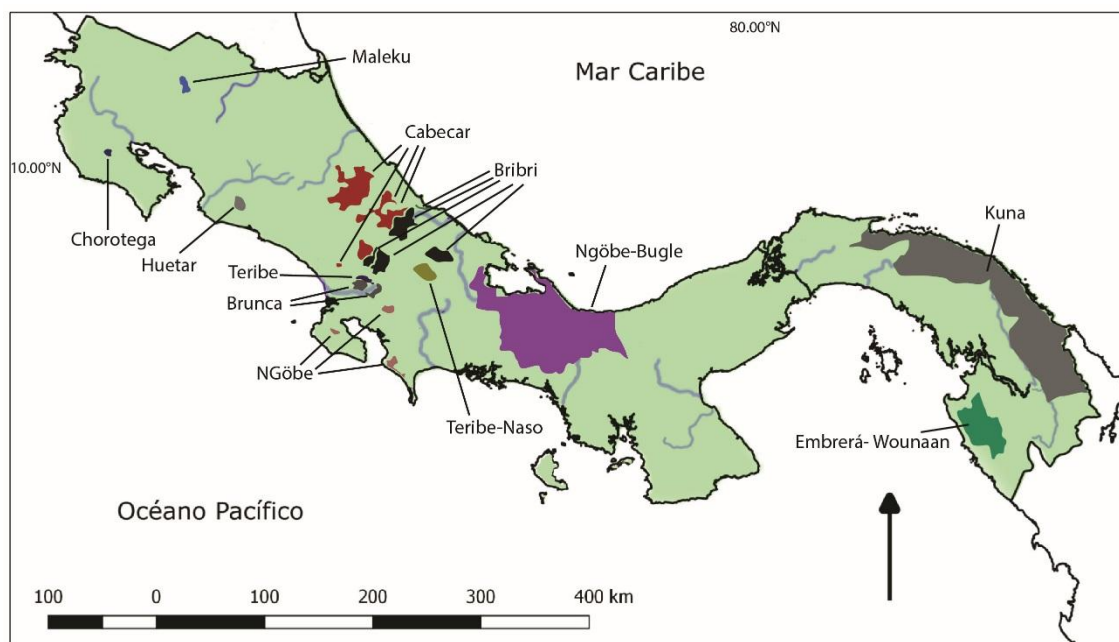 80.00°N
Maleku
Mar Caribe
Cabecar
10.00°N
Bribri
Kuna
Chorotega
Huetar
Ngöbe-Bugle
Teribe
Brunca
NGöbe
Teribe-Naso
Embrerá- Wounaan
Océano Pacífico
100 0 100 200 300 400 km